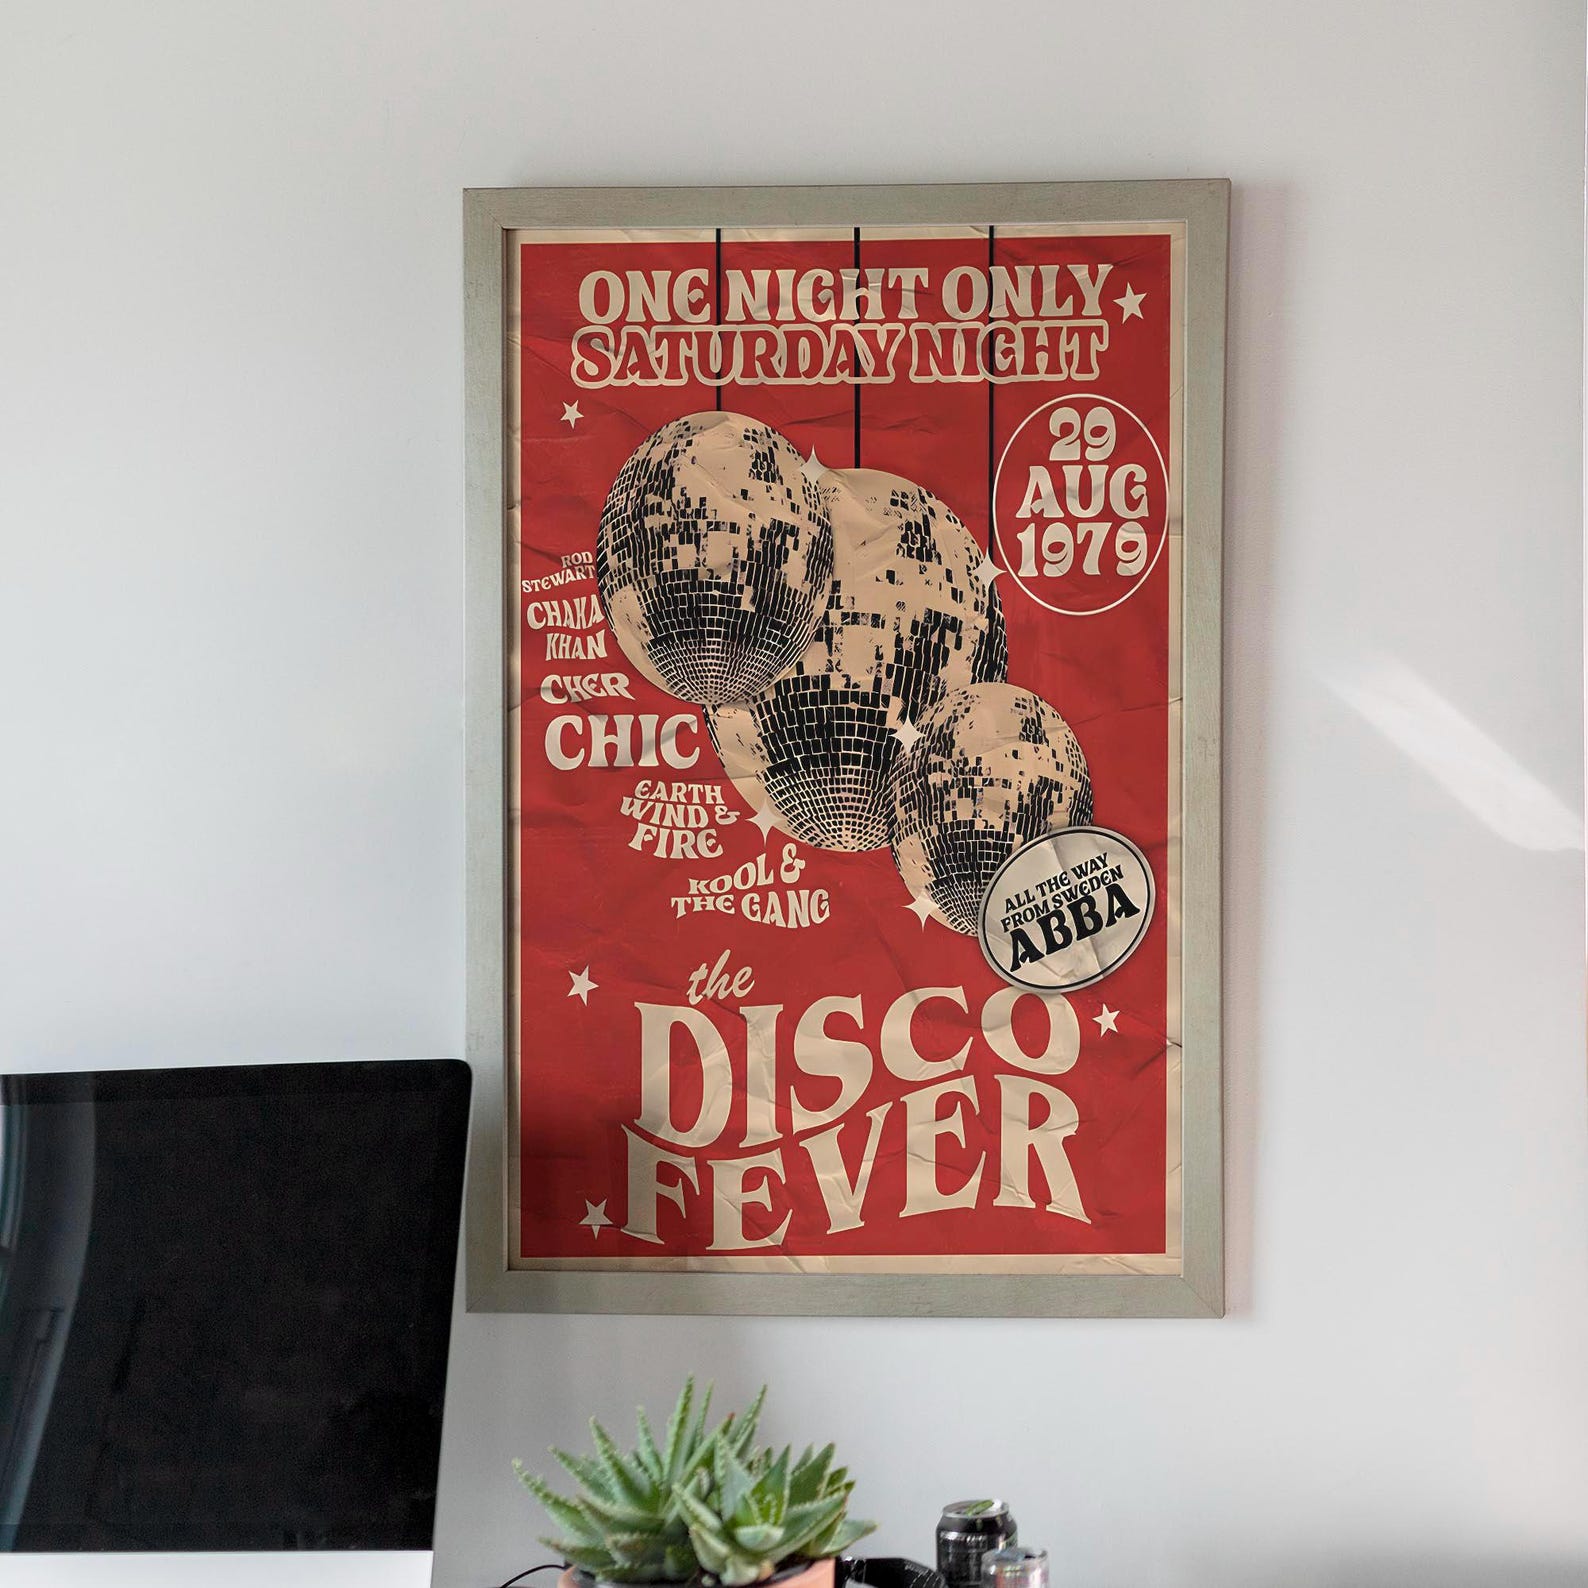 ONE NIGHT ONLY
SATURDAY NIGHT
29
AUG
1979
ROD
STEWART
CHAKA
KHAN
CHER
CHIC
EARTH
WIND &
FIRE
KOOL &
THE GANG
ALL THE WAY
FROM SWEDEN
ABBA
the
DISCO
FEVER